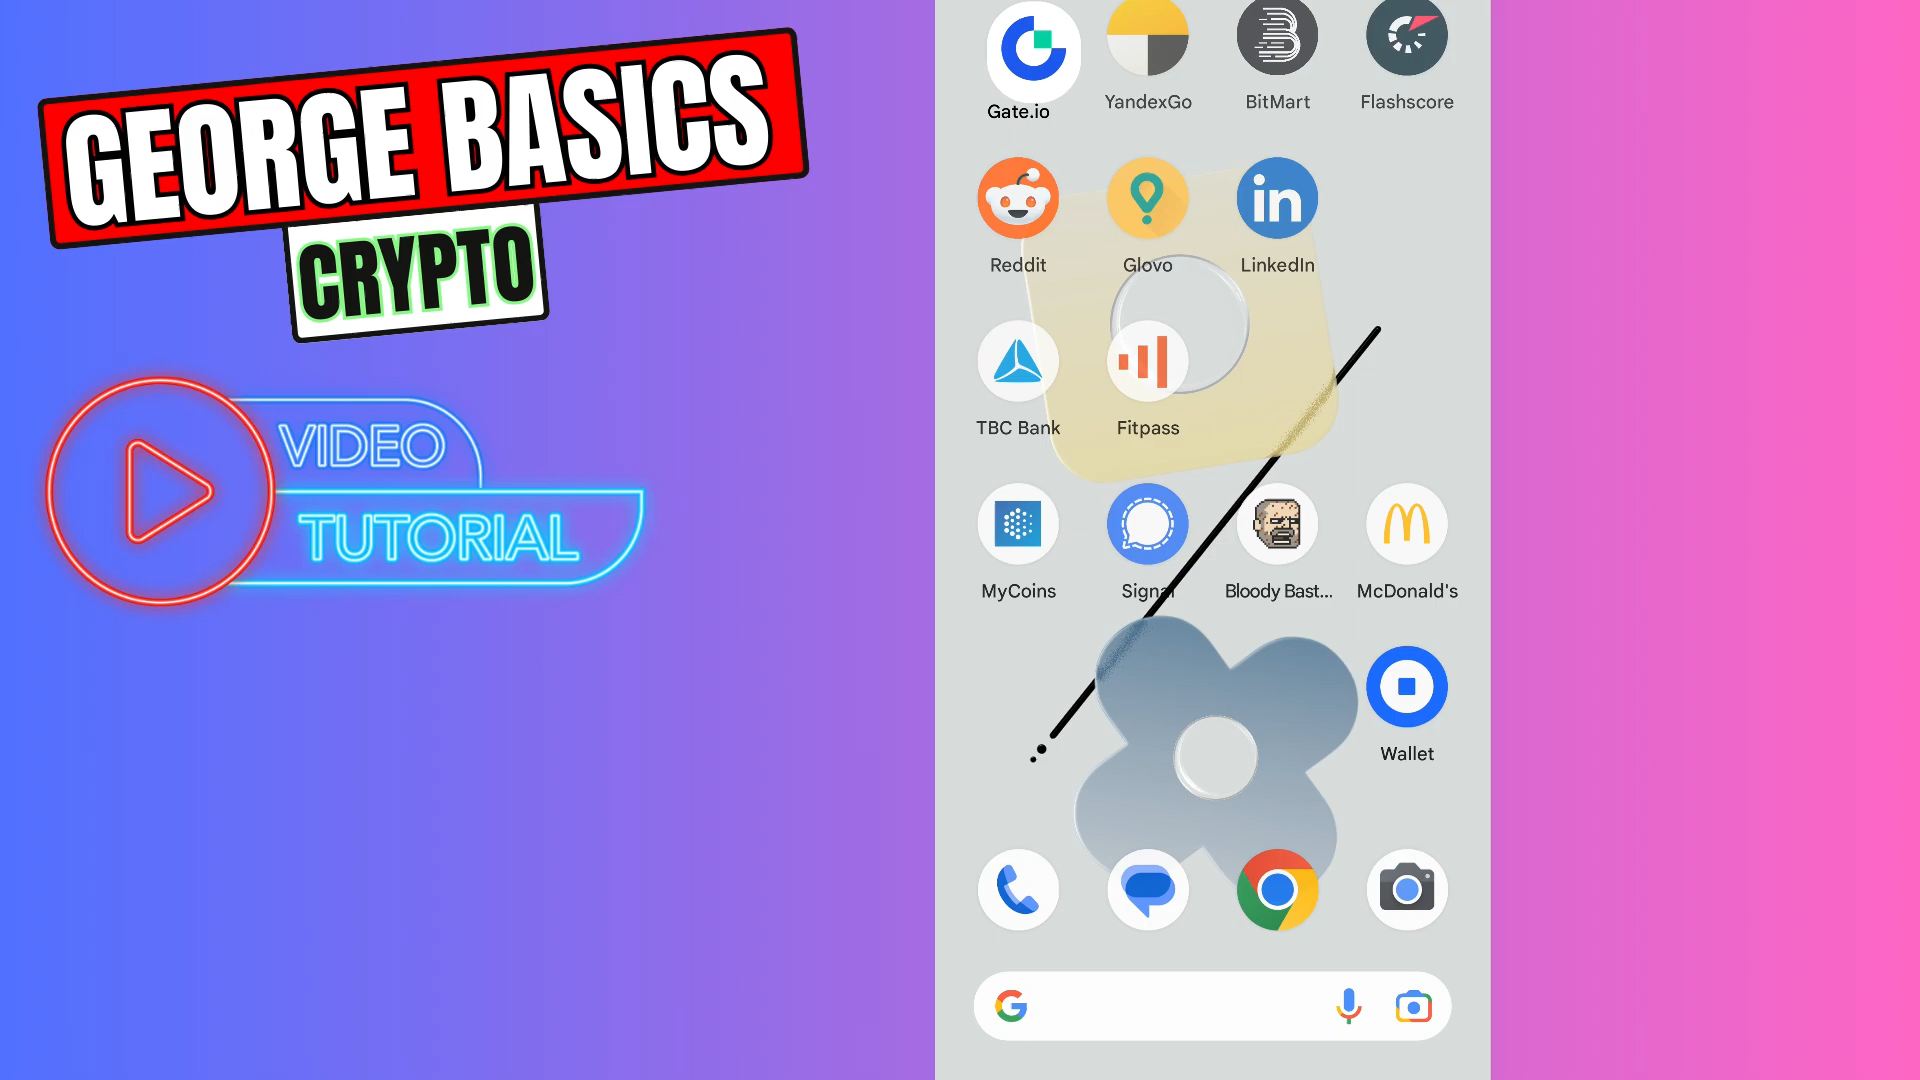 GEORGE BASICS
CRYPTO
VIDEO
TUTORIAL
Gate.io YandexGo BitMart Flashscore
Reddit Glovo LinkedIn
TBC Bank Fitpass
MyCoins Signal Bloody Bast... McDonald's
Wallet